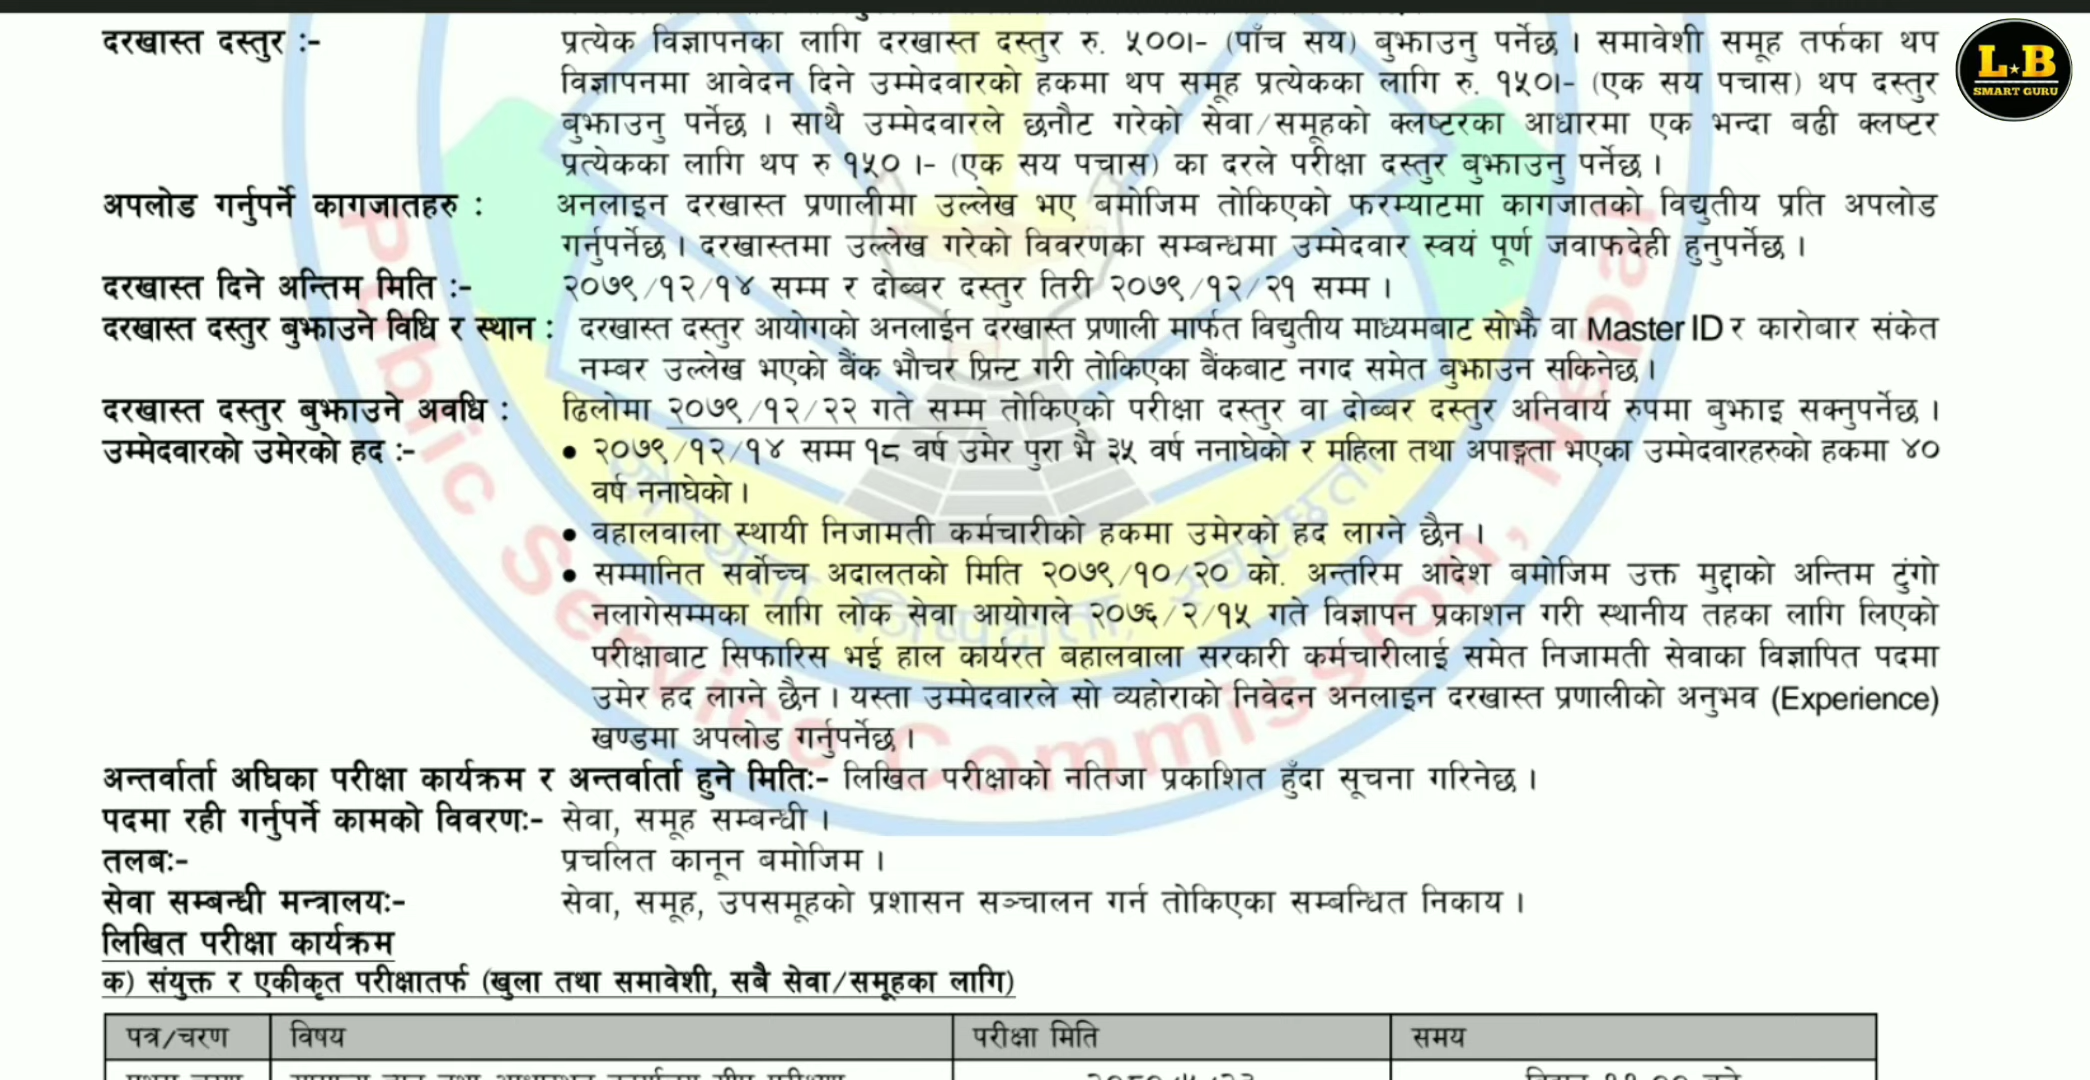 दरखास्त दस्तुर :- प्रत्येक विज्ञापनका लागि दरखास्त दस्तुर रु. ५००।- (पाँच सय) बुझाउनु पर्नेछ । समावेशी समूह तर्फका थप
विज्ञापनमा आवेदन दिने उम्मेदवारको हकमा थप समूह प्रत्येकका लागि रु. १५०।- (एक सय पचास) थप दस्तुर
बुझाउनु पर्नेछ । साथै उम्मेदवारले छनौट गरेको सेवा/समूहको क्लष्टरका आधारमा एक भन्दा बढी क्लष्टर
प्रत्येकका लागि थप रु १५० ।- (एक सय पचास) का दरले परीक्षा दस्तुर बुझाउनु पर्नेछ ।
L★B
SMART GURU
अपलोड गर्नुपर्ने कागजातहरु : अनलाइन दरखास्त प्रणालीमा उल्लेख भए बमोजिम तोकिएको फरम्याटमा कागजातको विद्युतीय प्रति अपलोड
गर्नुपर्नेछ । दरखास्तमा उल्लेख गरेको विवरणका सम्बन्धमा उम्मेदवार स्वयं पूर्ण जवाफदेही हुनुपर्नेछ ।
दरखास्त दिने अन्तिम मिति :- २०७९/१२/१४ सम्म र दोब्बर दस्तुर तिरी २०७९/१२/२१ सम्म ।
दरखास्त दस्तुर बुझाउने विधि र स्थान : दरखास्त दस्तुर आयोगको अनलाईन दरखास्त प्रणाली मार्फत विद्युतीय माध्यमबाट सोझै वा Master ID र कारोबार संकेत
नम्बर उल्लेख भएको बैंक भौचर प्रिन्ट गरी तोकिएका बैंकबाट नगद समेत बुझाउन सकिनेछ ।
दरखास्त दस्तुर बुझाउने अवधि : ढिलोमा २०७९/१२/२२ गते सम्म तोकिएको परीक्षा दस्तुर वा दोब्बर दस्तुर अनिवार्य रुपमा बुझाइ सक्नुपर्नेछ ।
उम्मेदवारको उमेरको हद :- ● २०७९/१२/१४ सम्म १८ वर्ष उमेर पुरा भै ३५ वर्ष ननाघेको र महिला तथा अपाङ्गता भएका उम्मेदवारहरुको हकमा ४०
वर्ष ननाघेको ।
● वहालवाला स्थायी निजामती कर्मचारीको हकमा उमेरको हद लाग्ने छैन ।
● सम्मानित सर्वोच्च अदालतको मिति २०७९/१०/२० को. अन्तरिम आदेश बमोजिम उक्त मुद्दाको अन्तिम टुंगो
नलागेसम्मका लागि लोक सेवा आयोगले २०७६/२/१५ गते विज्ञापन प्रकाशन गरी स्थानीय तहका लागि लिएको
परीक्षाबाट सिफारिस भई हाल कार्यरत बहालवाला सरकारी कर्मचारीलाई समेत निजामती सेवाका विज्ञापित पदमा
उमेर हद लाग्ने छैन । यस्ता उम्मेदवारले सो व्यहोराको निवेदन अनलाइन दरखास्त प्रणालीको अनुभव (Experience)
खण्डमा अपलोड गर्नुपर्नेछ ।
अन्तर्वार्ता अघिका परीक्षा कार्यक्रम र अन्तर्वार्ता हुने मितिः- लिखित परीक्षाको नतिजा प्रकाशित हुँदा सूचना गरिनेछ ।
पदमा रही गर्नुपर्ने कामको विवरणः- सेवा, समूह सम्बन्धी ।
तलबः- प्रचलित कानून बमोजिम ।
सेवा सम्बन्धी मन्त्रालयः- सेवा, समूह, उपसमूहको प्रशासन सञ्चालन गर्न तोकिएका सम्बन्धित निकाय ।
लिखित परीक्षा कार्यक्रम
क) संयुक्त र एकीकृत परीक्षातर्फ (खुला तथा समावेशी, सबै सेवा/समूहका लागि)
पत्र/चरण विषय परीक्षा मिति समय
Public Service Commission, Nepal